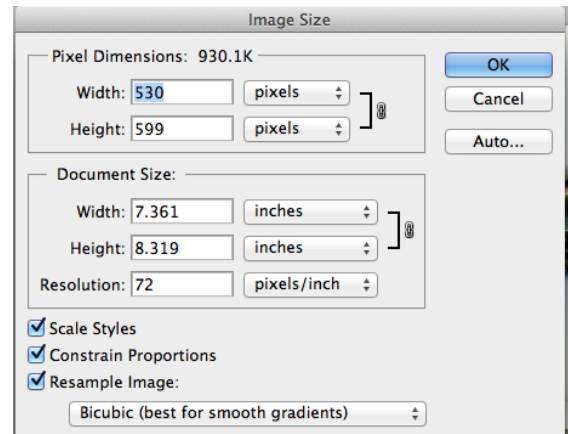 Image Size
Pixel Dimensions: 930.1K
Width: 530 pixels
Height: 599 pixels
Document Size:
Width: 7.361 inches
Height: 8.319 inches
Resolution: 72 pixels/inch
Scale Styles
Constrain Proportions
Resample Image:
Bicubic (best for smooth gradients)
OK
Cancel
Auto...